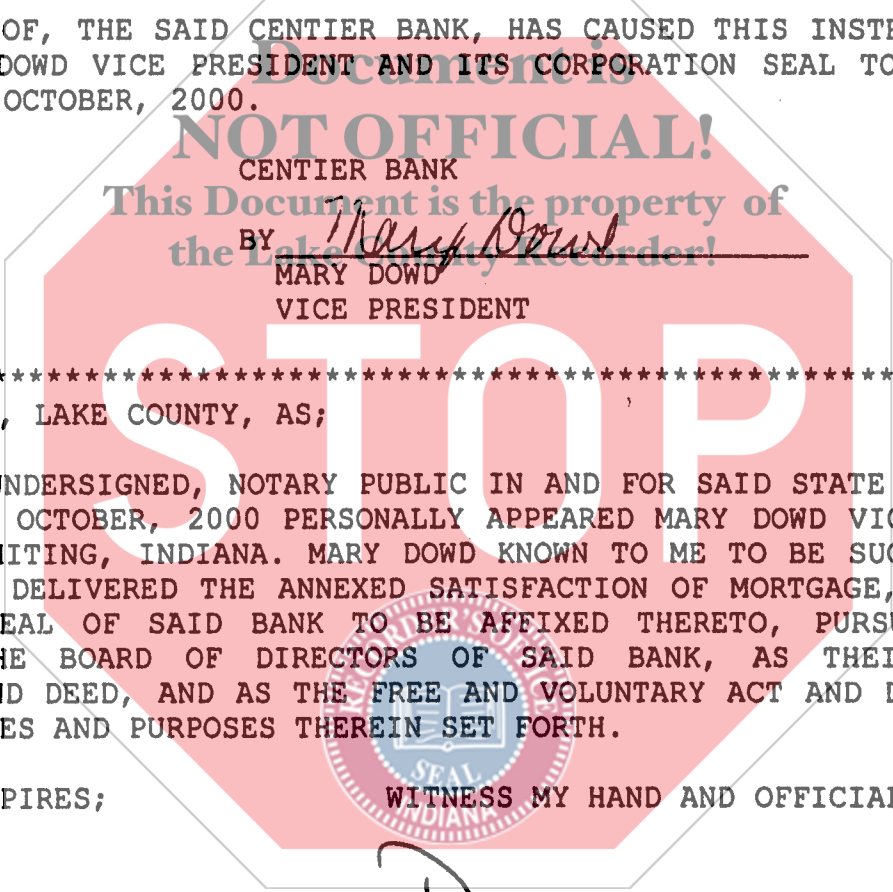 OF, THE SAID CENTIER BANK, HAS CAUSED THIS INSTR
DOWD VICE PRESIDENT AND ITS CORPORATION SEAL TO
OCTOBER, 2000.
Document is
NOT OFFICIAL!
This Document is the property of
the Lake County Recorder!
CENTIER BANK
BY Mary Dowd
MARY DOWD
VICE PRESIDENT
STOP
, LAKE COUNTY, AS;
UNDERSIGNED, NOTARY PUBLIC IN AND FOR SAID STATE
OCTOBER, 2000 PERSONALLY APPEARED MARY DOWD VIC
HITING, INDIANA. MARY DOWD KNOWN TO ME TO BE SUC
DELIVERED THE ANNEXED SATISFACTION OF MORTGAGE,
EAL OF SAID BANK TO BE AFFIXED THERETO, PURSU
HE BOARD OF DIRECTORS OF SAID BANK, AS THEI
ND DEED, AND AS THE FREE AND VOLUNTARY ACT AND D
ES AND PURPOSES THEREIN SET FORTH.
RECORDER'S OFFICE
SEAL
INDIANA
PIRES; WITNESS MY HAND AND OFFICIAL